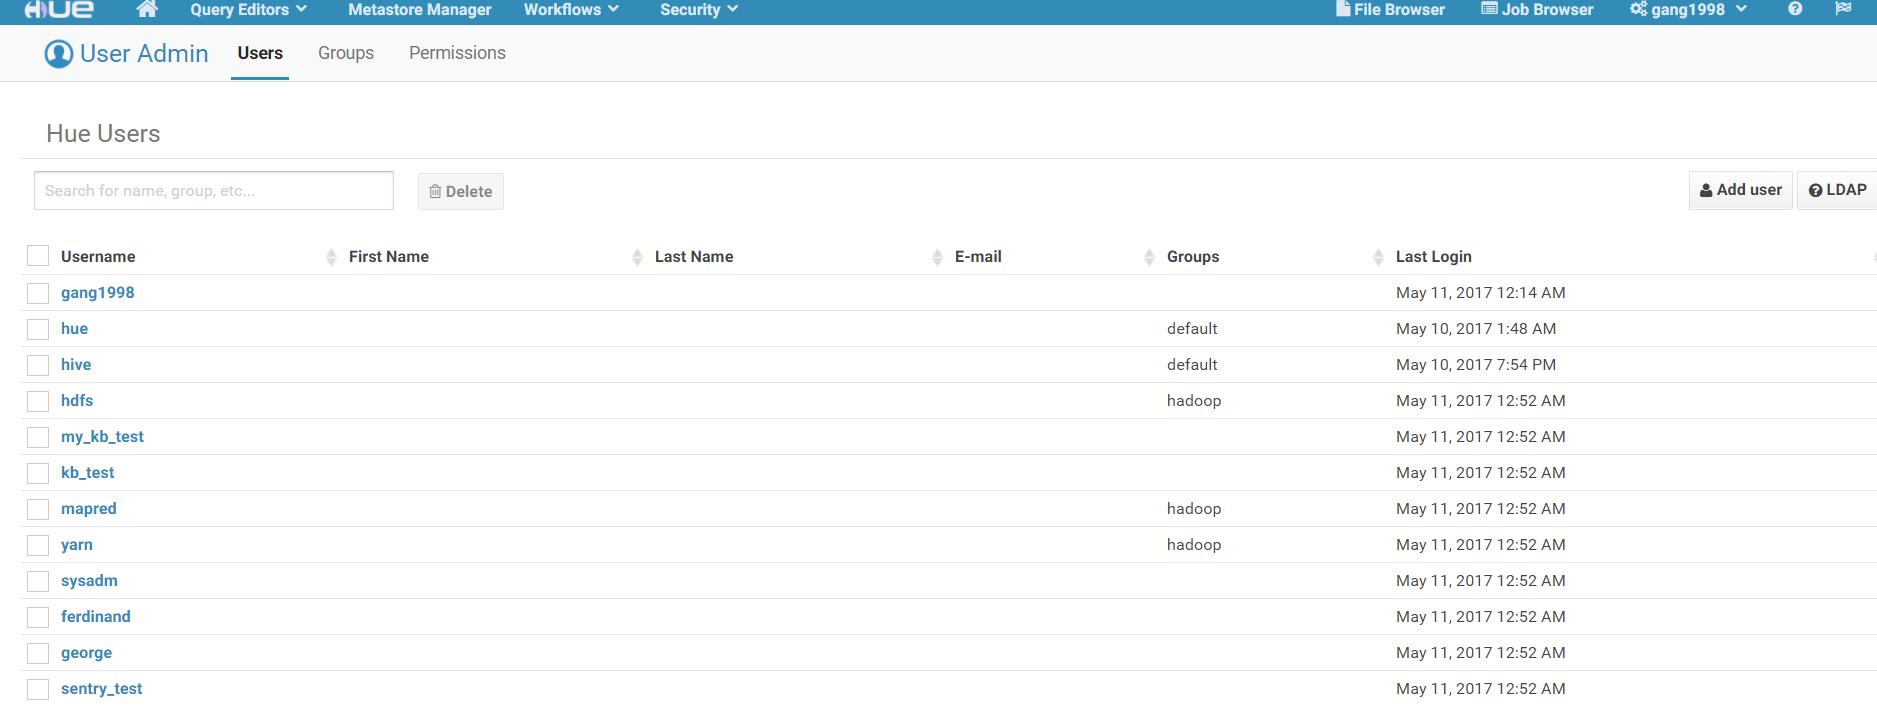 HUE Query Editors Metastore Manager Workflows Security File Browser Job Browser gang1998
User Admin Users Groups Permissions
Hue Users
Search for name, group, etc... Delete Add user LDAP
Username First Name Last Name E-mail Groups Last Login
gang1998 May 11, 2017 12:14 AM
hue default May 10, 2017 1:48 AM
hive default May 10, 2017 7:54 PM
hdfs hadoop May 11, 2017 12:52 AM
my_kb_test May 11, 2017 12:52 AM
kb_test May 11, 2017 12:52 AM
mapred hadoop May 11, 2017 12:52 AM
yarn hadoop May 11, 2017 12:52 AM
sysadm May 11, 2017 12:52 AM
ferdinand May 11, 2017 12:52 AM
george May 11, 2017 12:52 AM
sentry_test May 11, 2017 12:52 AM